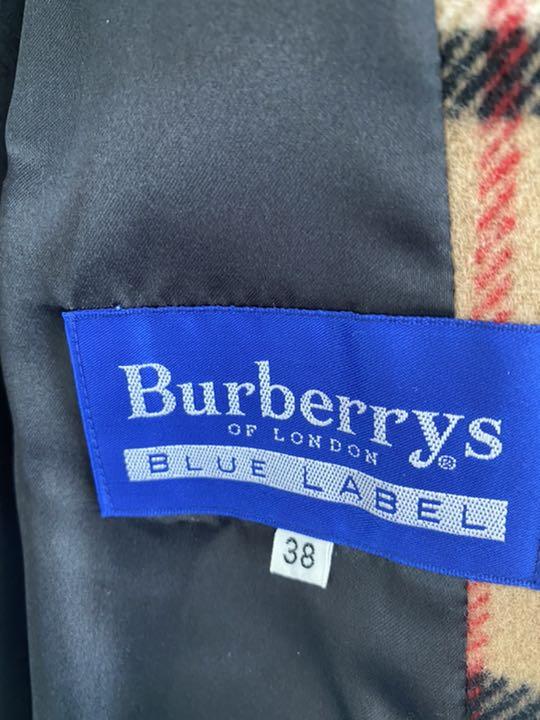 Burberrys®
OF LONDON
BLUE LABEL
38